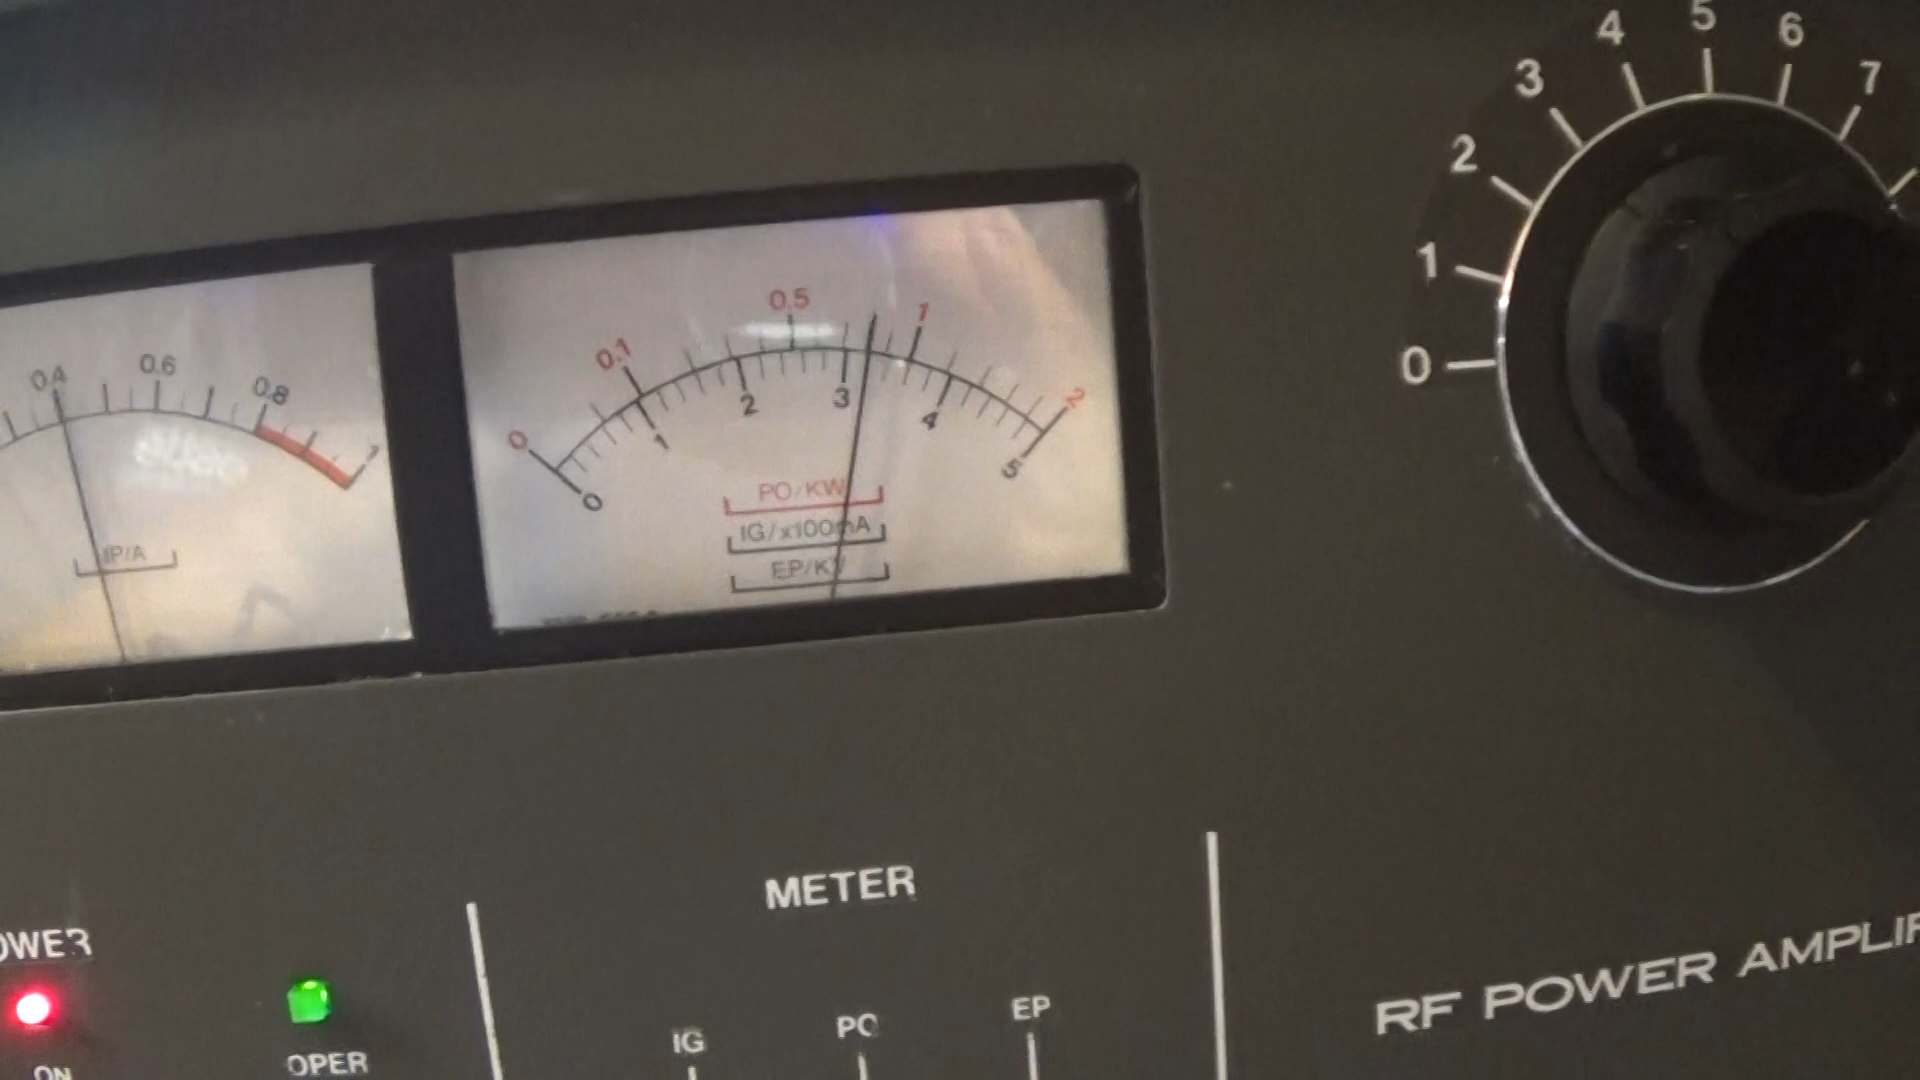 4 5 6
3 7
2
1
0
0.4 0.6 0.8 1
IP/A
0 0.1 0.5 1 2
0 1 2 3 4 5
PO/KW
IG/x100mA
EP/KV
METER
OWER
ON
OPER
IG PO EP
RF POWER AMPLIF